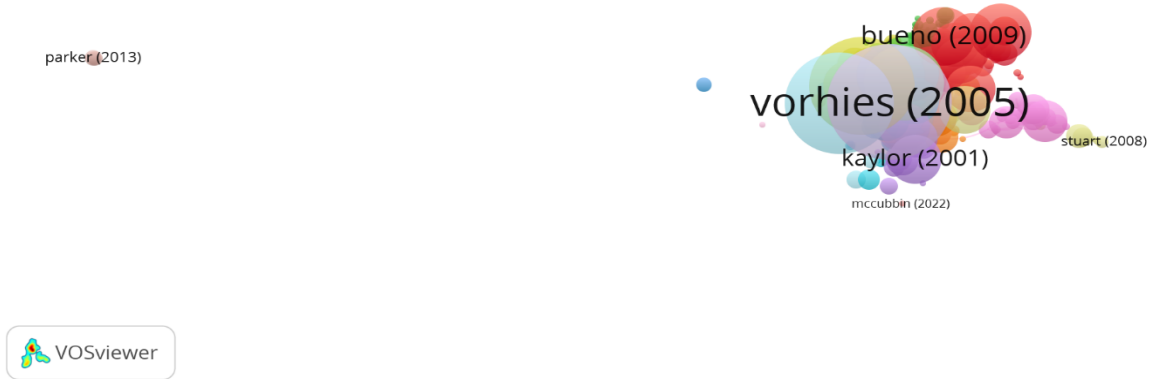 bueno (2009)
parker (2013)
vorhies (2005)
stuart (2008)
kaylor (2001)
mccubbin (2022)
VOSviewer